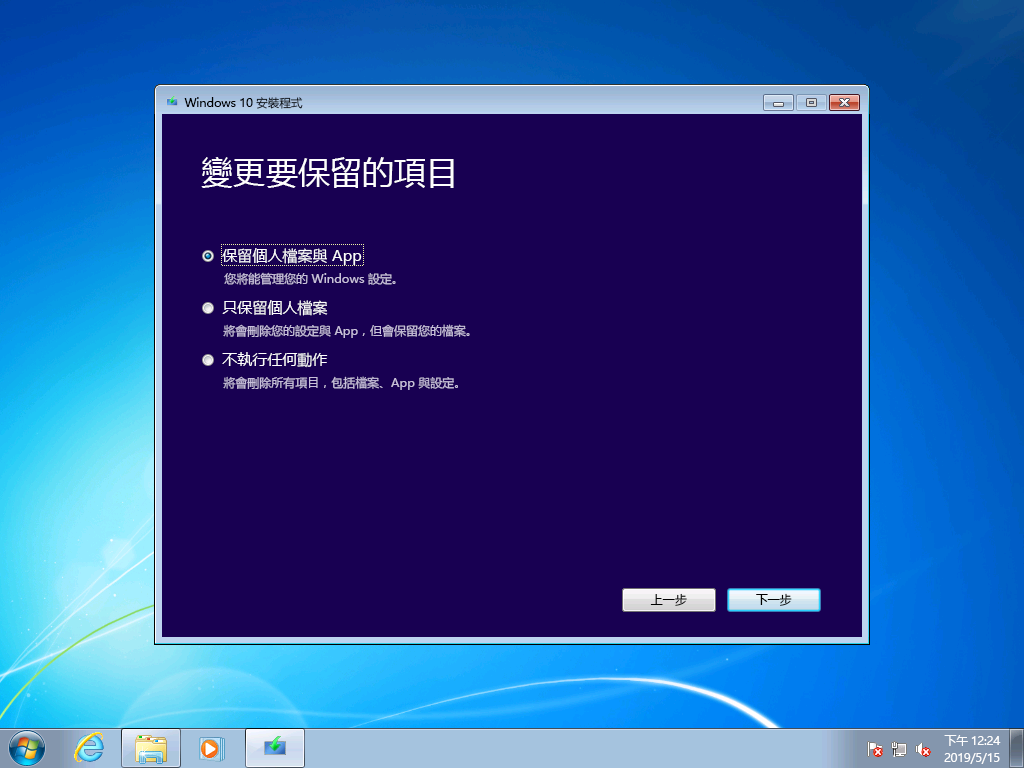 Windows 10 安裝程式
變更要保留的項目
保留個人檔案與 App
您將能管理您的 Windows 設定。
只保留個人檔案
將會刪除您的設定與 App，但會保留您的檔案。
不執行任何動作
將會刪除所有項目，包括檔案、App 與設定。
上一步
下一步
下午 12:24
2019/5/15